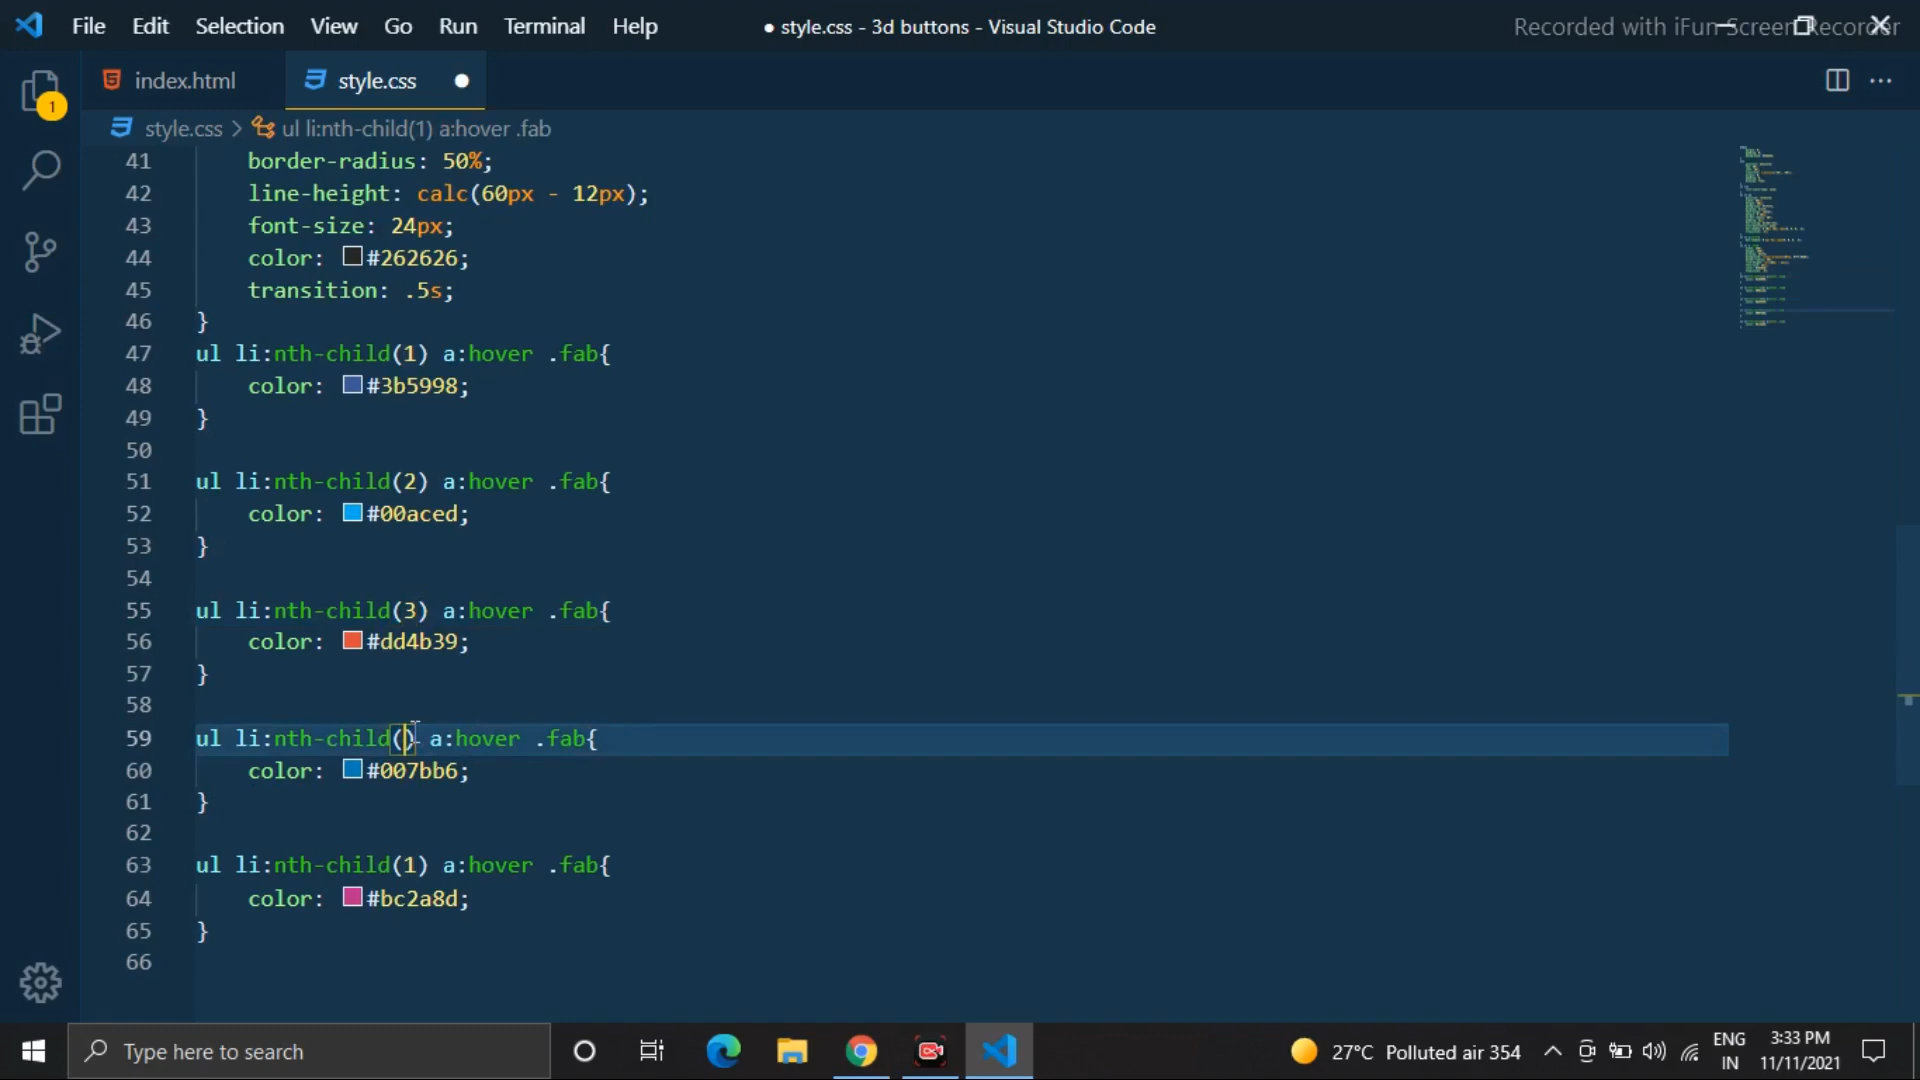 File Edit Selection View Go Run Terminal Help ● style.css - 3d buttons - Visual Studio Code Recorded with iFun Screen Recorder
index.html style.css
style.css > ul li:nth-child(1) a:hover .fab
1
41 border-radius: 50%;
42 line-height: calc(60px - 12px);
43 font-size: 24px;
44 color: #262626;
45 transition: .5s;
46 }
47 ul li:nth-child(1) a:hover .fab{
48 color: #3b5998;
49 }
50
51 ul li:nth-child(2) a:hover .fab{
52 color: #00aced;
53 }
54
55 ul li:nth-child(3) a:hover .fab{
56 color: #dd4b39;
57 }
58
59 ul li:nth-child() a:hover .fab{
60 color: #007bb6;
61 }
62
63 ul li:nth-child(1) a:hover .fab{
64 color: #bc2a8d;
65 }
66
Type here to search 27°C Polluted air 354 ENG 3:33 PM
IN 11/11/2021